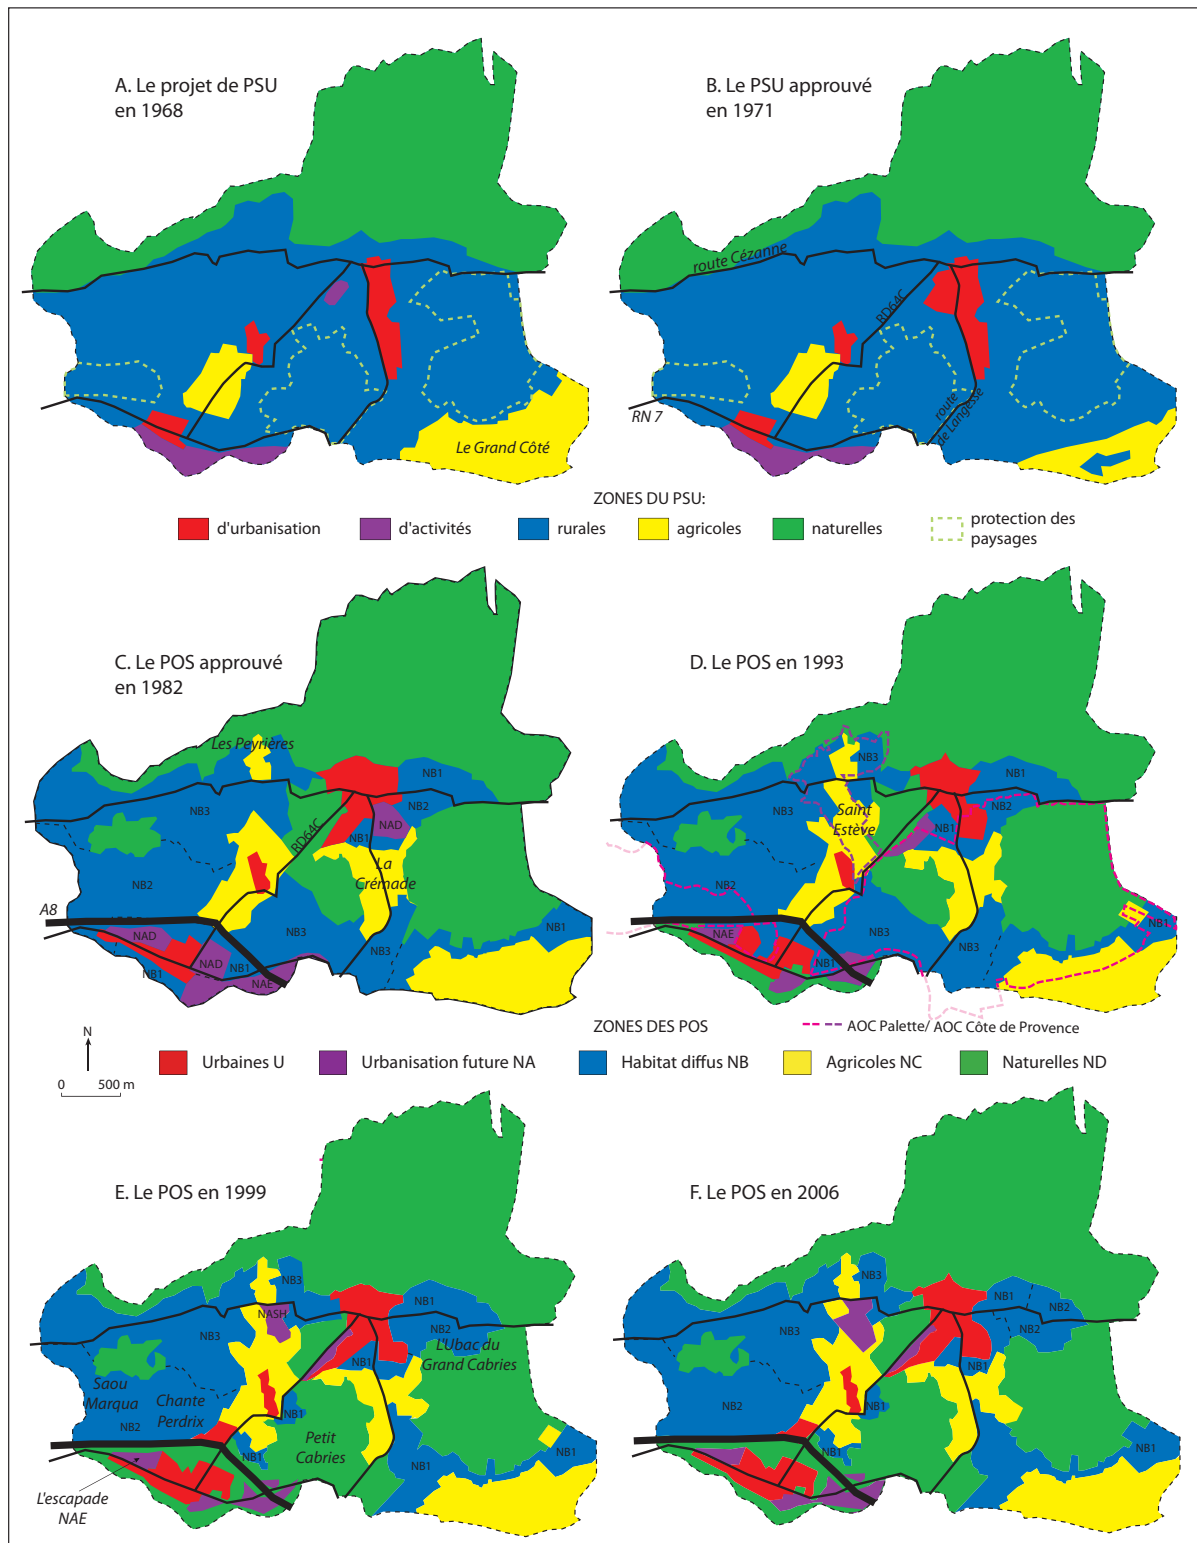 A. Le projet de PSU
en 1968
Le Grand Côté
B. Le PSU approuvé
en 1971
route Cézanne
RD64C
RN 7
route
de Langesse
ZONES DU PSU:
d'urbanisation
d'activités
rurales
agricoles
naturelles
protection des
paysages
C. Le POS approuvé
en 1982
Les Peyrières
NB1
NB3
NB2
RD64C
NAD
NB1
La
Crémade
NB2
A8
NAD
NAD
NB1
NB1
NAE
NB3
NB3
NB1
D. Le POS en 1993
NB3
NB1
NB3
Saint
Estève
NB2
NB1
NB2
NAE
NB1
NB3
NB3
NB1
N
0 500 m
ZONES DES POS
AOC Palette/ AOC Côte de Provence
Urbaines U
Urbanisation future NA
Habitat diffus NB
Agricoles NC
Naturelles ND
E. Le POS en 1999
NB3
NB1
NASH
NB3
NB2
L'Ubac du
Grand Cabries
NB1
Saou
Marqua
Chante
Perdrix
NB2
NB1
Petit
Cabries
NB1
NB1
NB1
L'escapade
NAE
F. Le POS en 2006
NB3
NB1
NB2
NB3
NB2
NB1
NB2
NB1
NB1
NB1